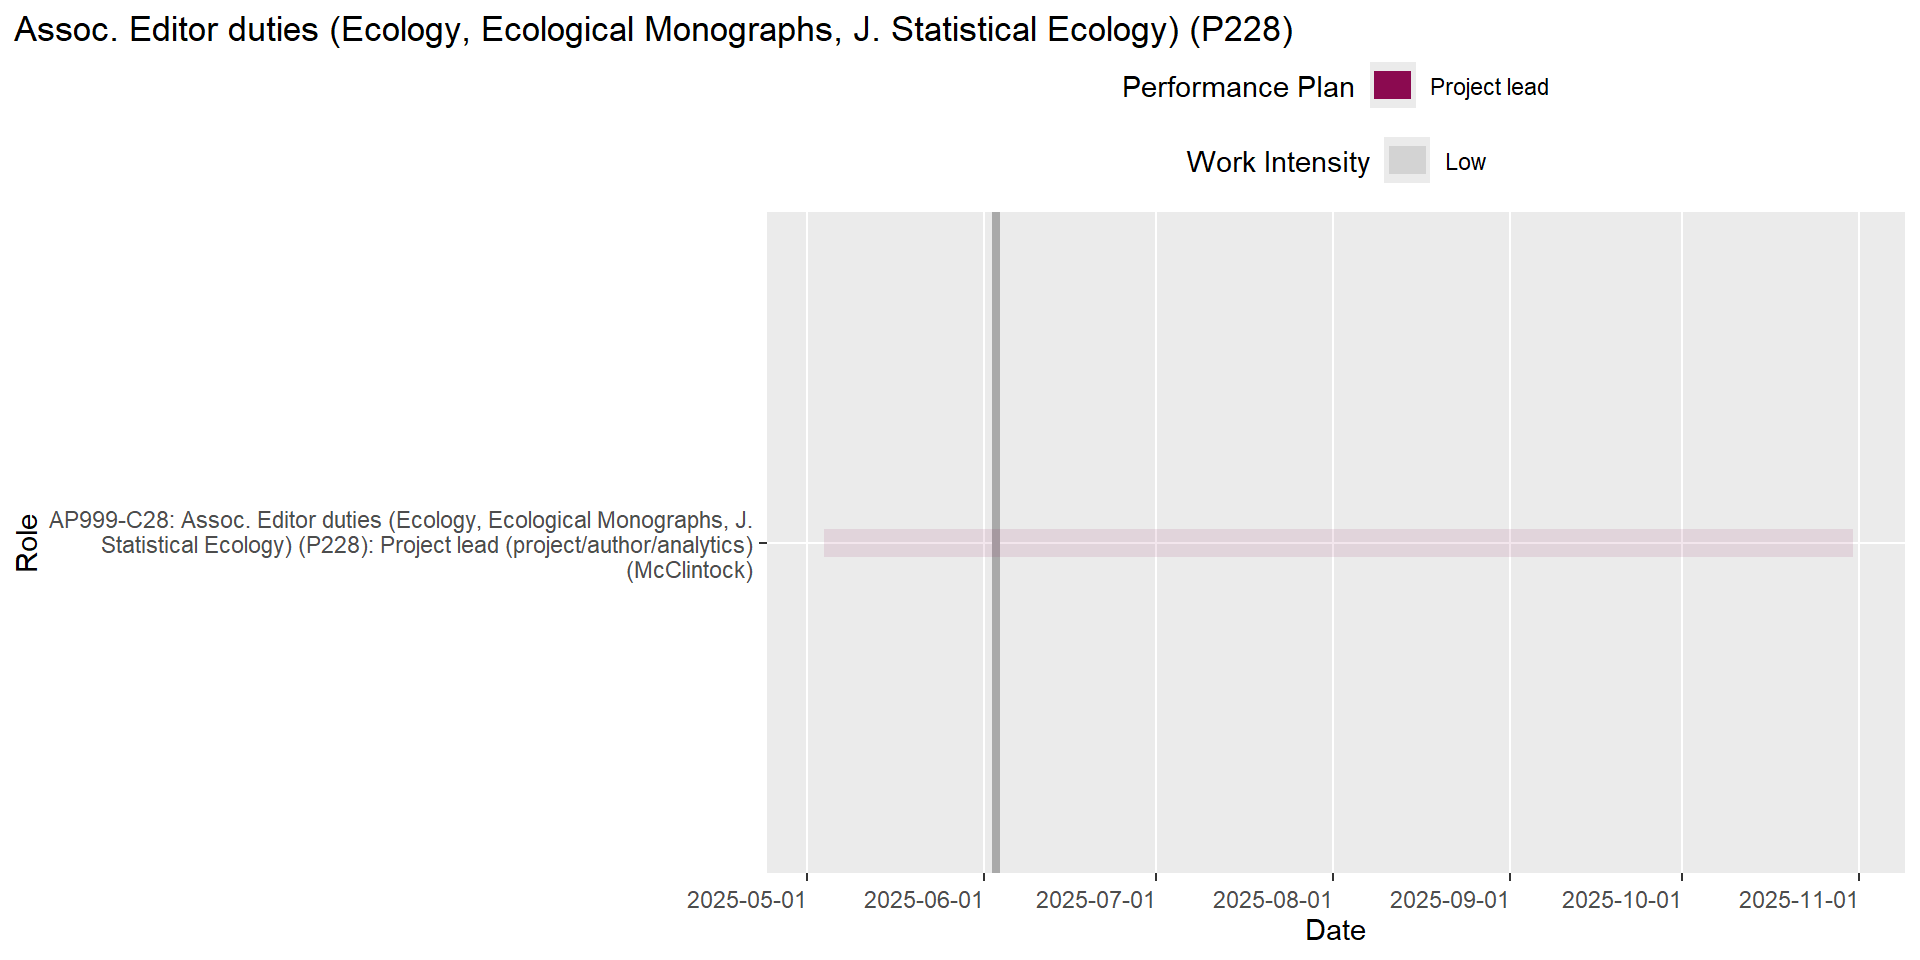 Assoc. Editor duties (Ecology, Ecological Monographs, J. Statistical Ecology) (P228)
Performance Plan
Project lead
Work Intensity
Low
Role
AP999-C28: Assoc. Editor duties (Ecology, Ecological Monographs, J.
Statistical Ecology) (P228): Project lead (project/author/analytics)
(McClintock)
2025-05-01
2025-06-01
2025-07-01
2025-08-01
2025-09-01
2025-10-01
2025-11-01
Date